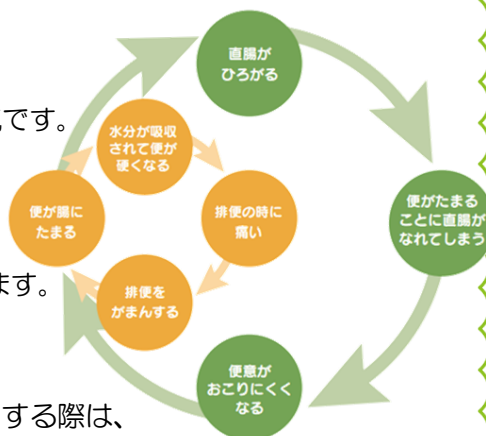 直腸が
ひろがる
です。
水分が吸収
されて便が
硬くなる
便が腸に
たまる
排便の時に
痛い
便がたまる
ことに直腸が
なれてしまう
ます。
排便を
がまんする
便意が
おこりにくく
なる
する際は、